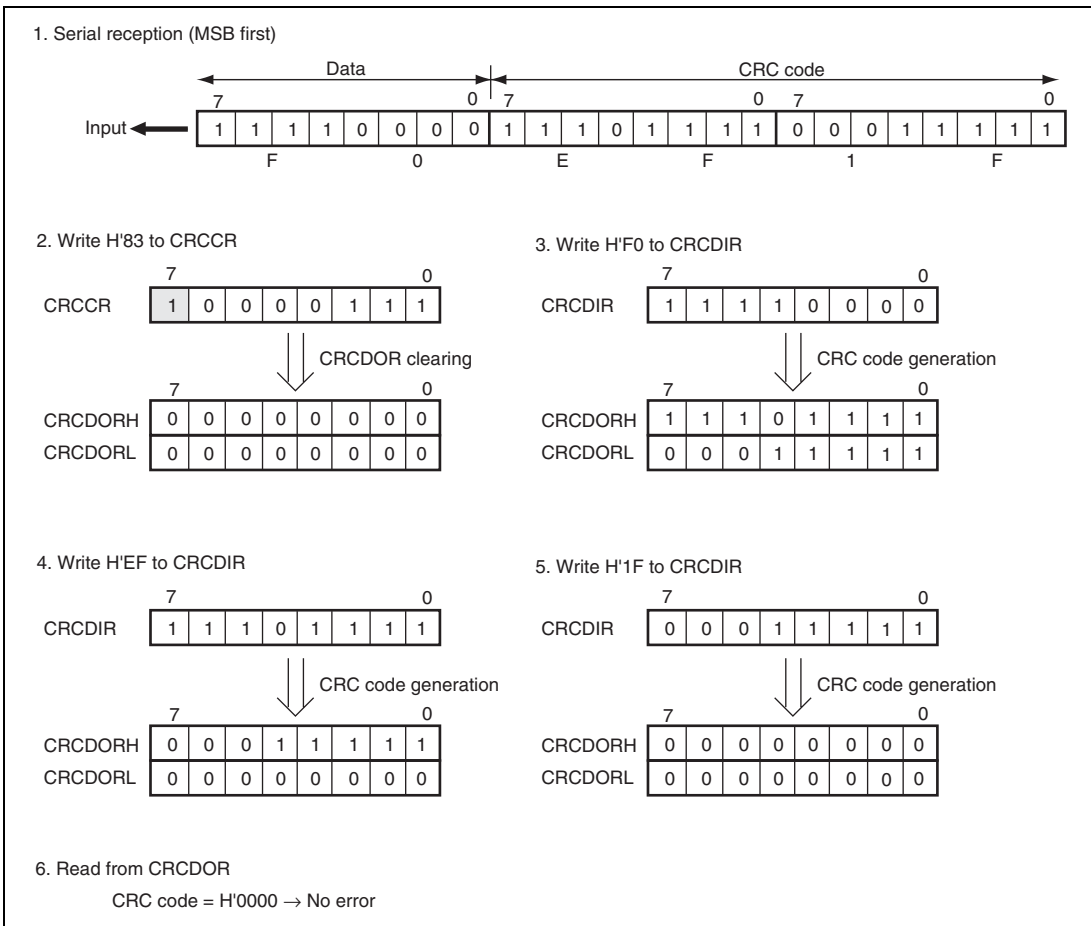 1. Serial reception (MSB first)
Data CRC code
7 0 7 0 7 0
Input 1 1 1 1 0 0 0 0 1 1 1 0 1 1 1 1 0 0 0 1 1 1 1 1
F 0 E F 1 F
2. Write H'83 to CRCCR
7 0
CRCCR 1 0 0 0 0 1 1 1
CRCDOR clearing
7 0
CRCDORH 0 0 0 0 0 0 0 0
CRCDORL 0 0 0 0 0 0 0 0
3. Write H'F0 to CRCDIR
7 0
CRCDIR 1 1 1 1 0 0 0 0
CRC code generation
7 0
CRCDORH 1 1 1 0 1 1 1 1
CRCDORL 0 0 0 1 1 1 1 1
4. Write H'EF to CRCDIR
7 0
CRCDIR 1 1 1 0 1 1 1 1
CRC code generation
7 0
CRCDORH 0 0 0 1 1 1 1 1
CRCDORL 0 0 0 0 0 0 0 0
5. Write H'1F to CRCDIR
7 0
CRCDIR 0 0 0 1 1 1 1 1
CRC code generation
7 0
CRCDORH 0 0 0 0 0 0 0 0
CRCDORL 0 0 0 0 0 0 0 0
6. Read from CRCDOR
CRC code = H'0000 → No error